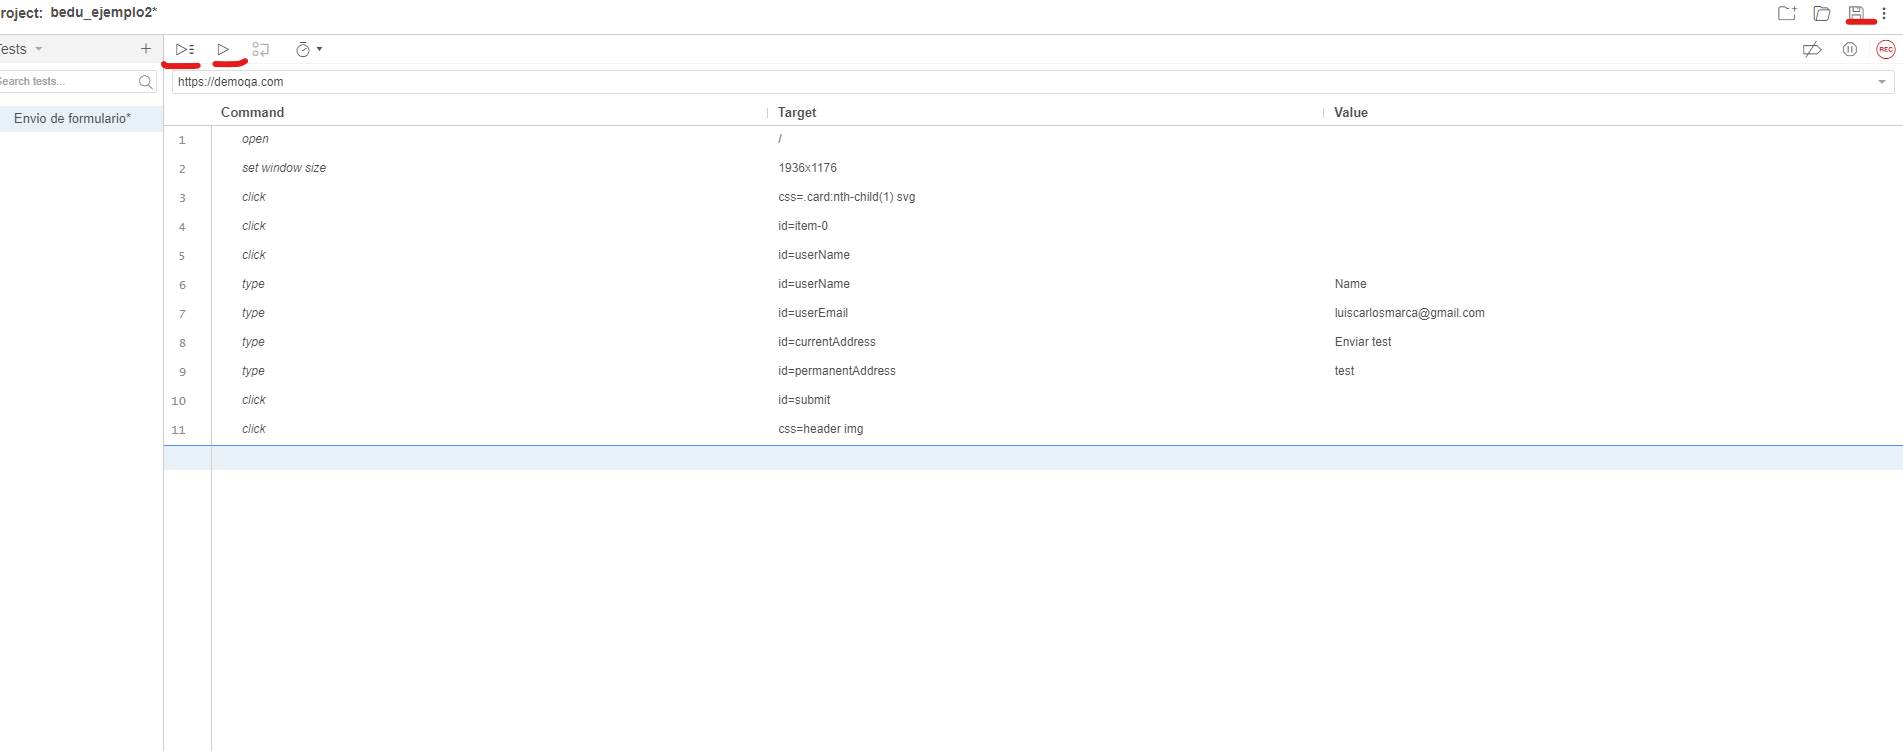 roject: bedu_ejemplo2*
Tests
Search tests...
REC
https://demoqa.com
Envio de formulario*
Command Target Value
1 open /
2 set window size 1936x1176
3 click css=.card:nth-child(1) svg
4 click id=item-0
5 click id=userName
6 type id=userName Name
7 type id=userEmail luiscarlosmarca@gmail.com
8 type id=currentAddress Enviar test
9 type id=permanentAddress test
10 click id=submit
11 click css=header img